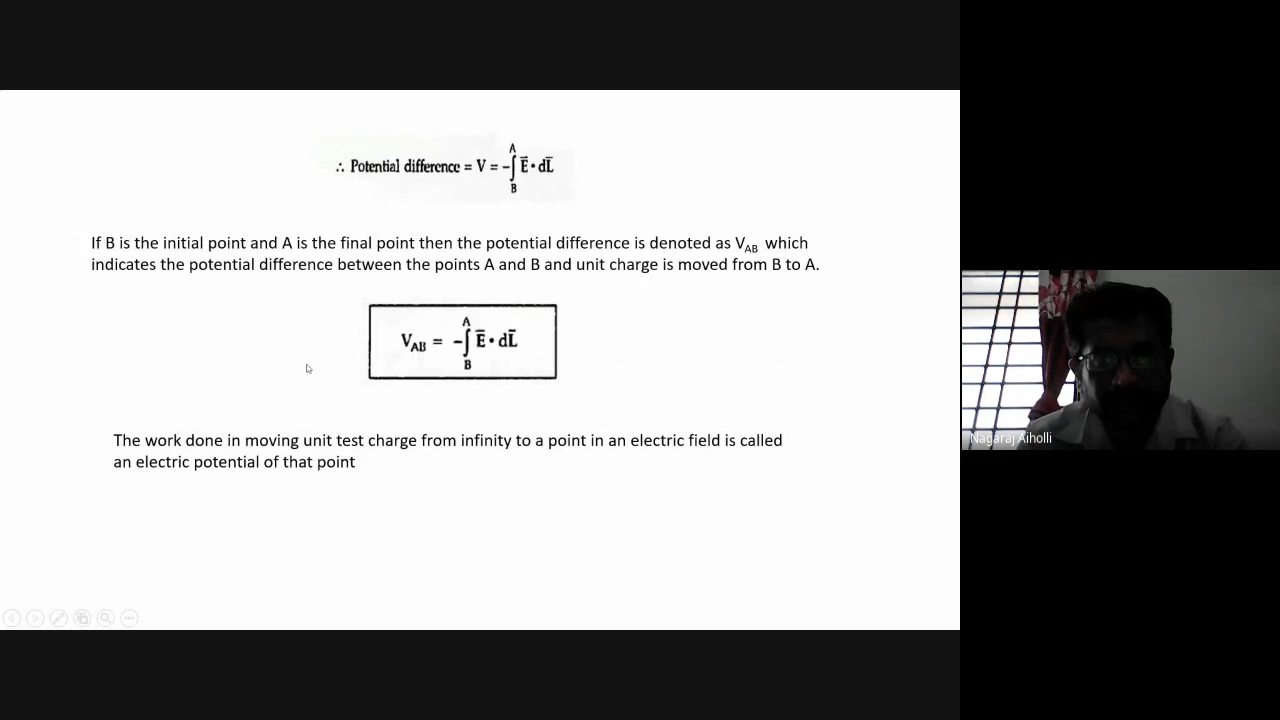 ∴ Potential difference = V = -∫_B^A Ē • dL̄
If B is the initial point and A is the final point then the potential difference is denoted as V_AB which
indicates the potential difference between the points A and B and unit charge is moved from B to A.
V_AB = -∫_B^A Ē • dL̄
The work done in moving unit test charge from infinity to a point in an electric field is called
an electric potential of that point
Nagaraj Aiholli